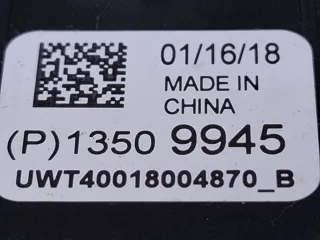 01/16/18
MADE IN
CHINA
(P)1350 9945
UWT40018004870_B